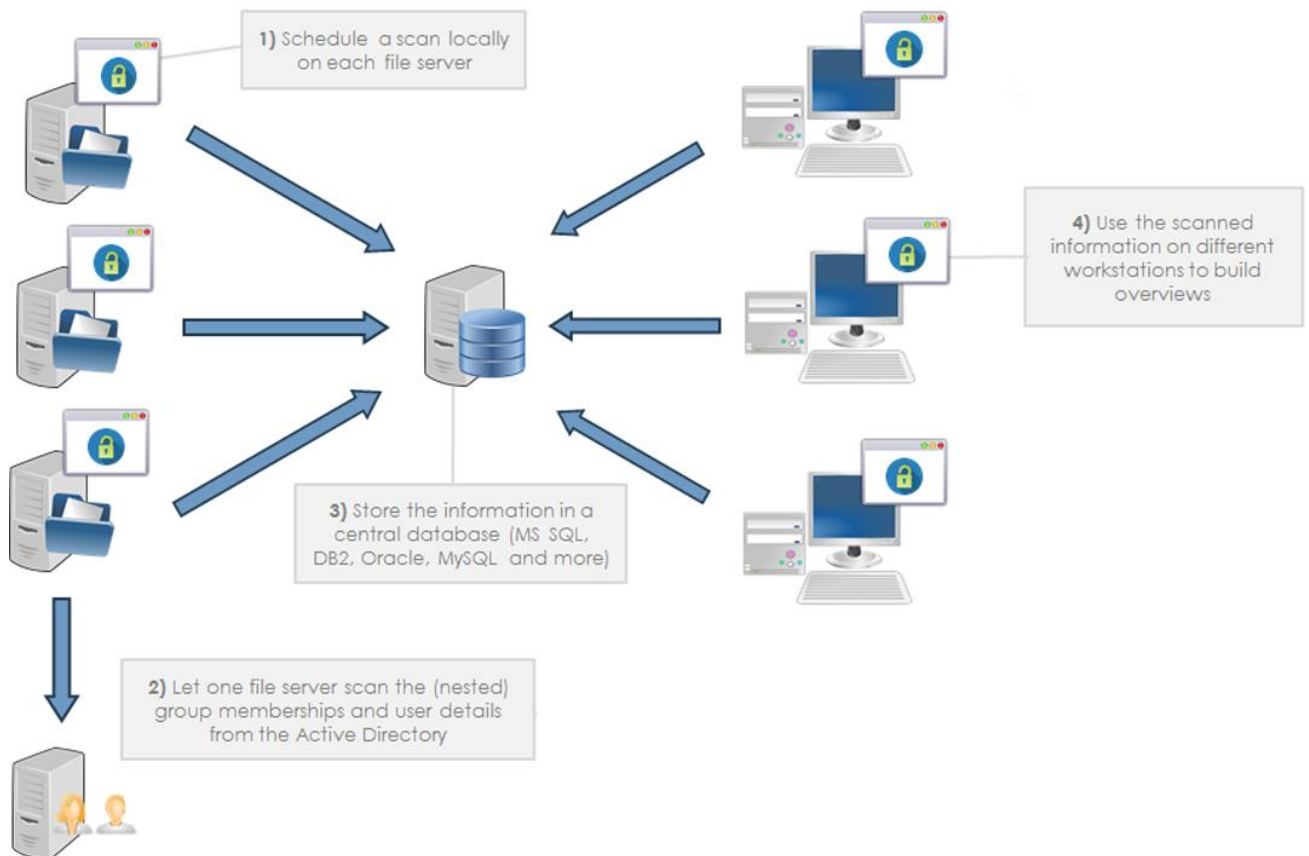 1) Schedule a scan locally
on each file server
4) Use the scanned
information on different
workstations to build
overviews
3) Store the information in a
central database (MS SQL,
DB2, Oracle, MySQL and more)
2) Let one file server scan the (nested)
group memberships and user details
from the Active Directory